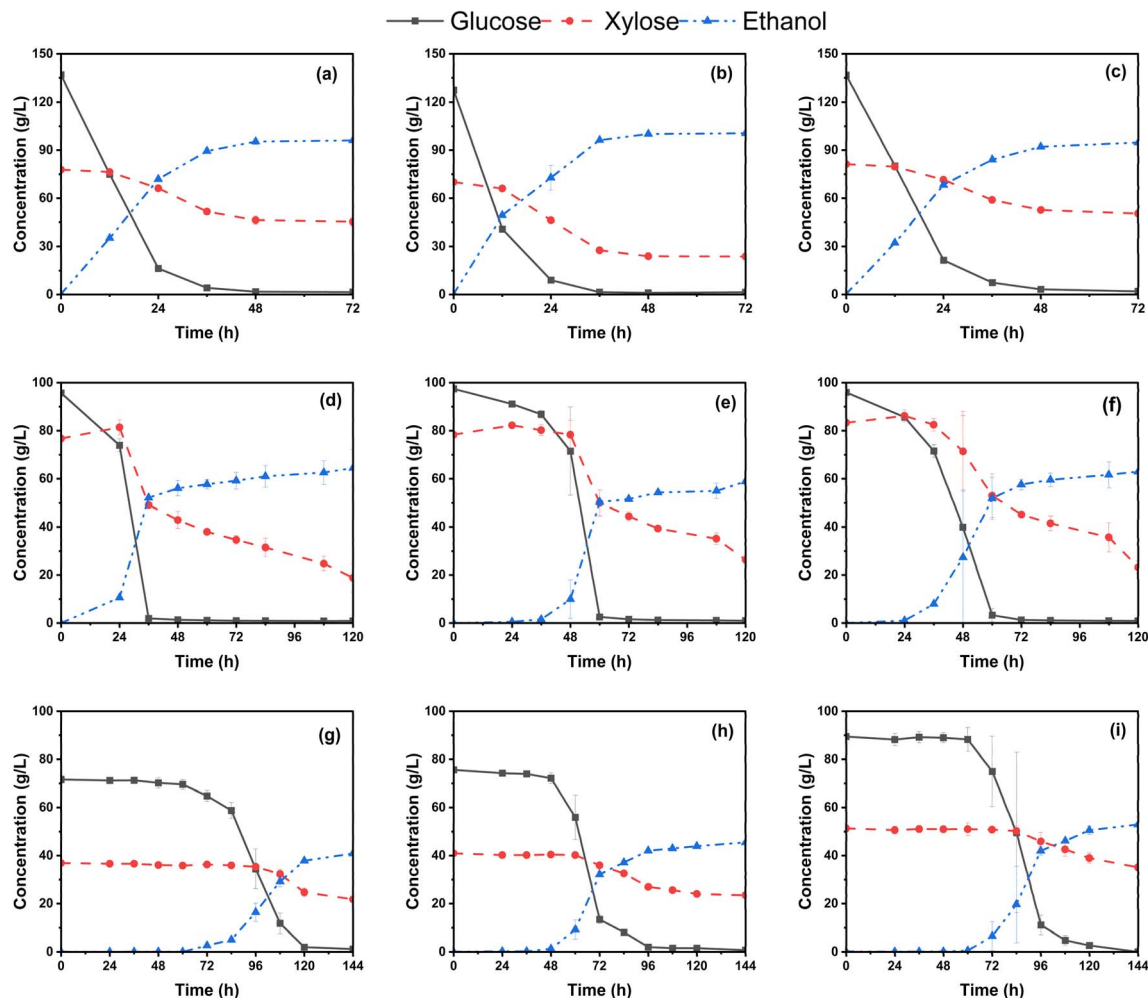 Glucose Xylose Ethanol
(a)
Concentration (g/L)
150
120
90
60
30
0
0 24 48 72
Time (h)
(b)
Concentration (g/L)
150
120
90
60
30
0
0 24 48 72
Time (h)
(c)
Concentration (g/L)
150
120
90
60
30
0
0 24 48 72
Time (h)
(d)
Concentration (g/L)
100
80
60
40
20
0
0 24 48 72 96 120
Time (h)
(e)
Concentration (g/L)
100
80
60
40
20
0
0 24 48 72 96 120
Time (h)
(f)
Concentration (g/L)
100
80
60
40
20
0
0 24 48 72 96 120
Time (h)
(g)
Concentration (g/L)
100
80
60
40
20
0
0 24 48 72 96 120 144
Time (h)
(h)
Concentration (g/L)
100
80
60
40
20
0
0 24 48 72 96 120 144
Time (h)
(i)
Concentration (g/L)
100
80
60
40
20
0
0 24 48 72 96 120 144
Time (h)